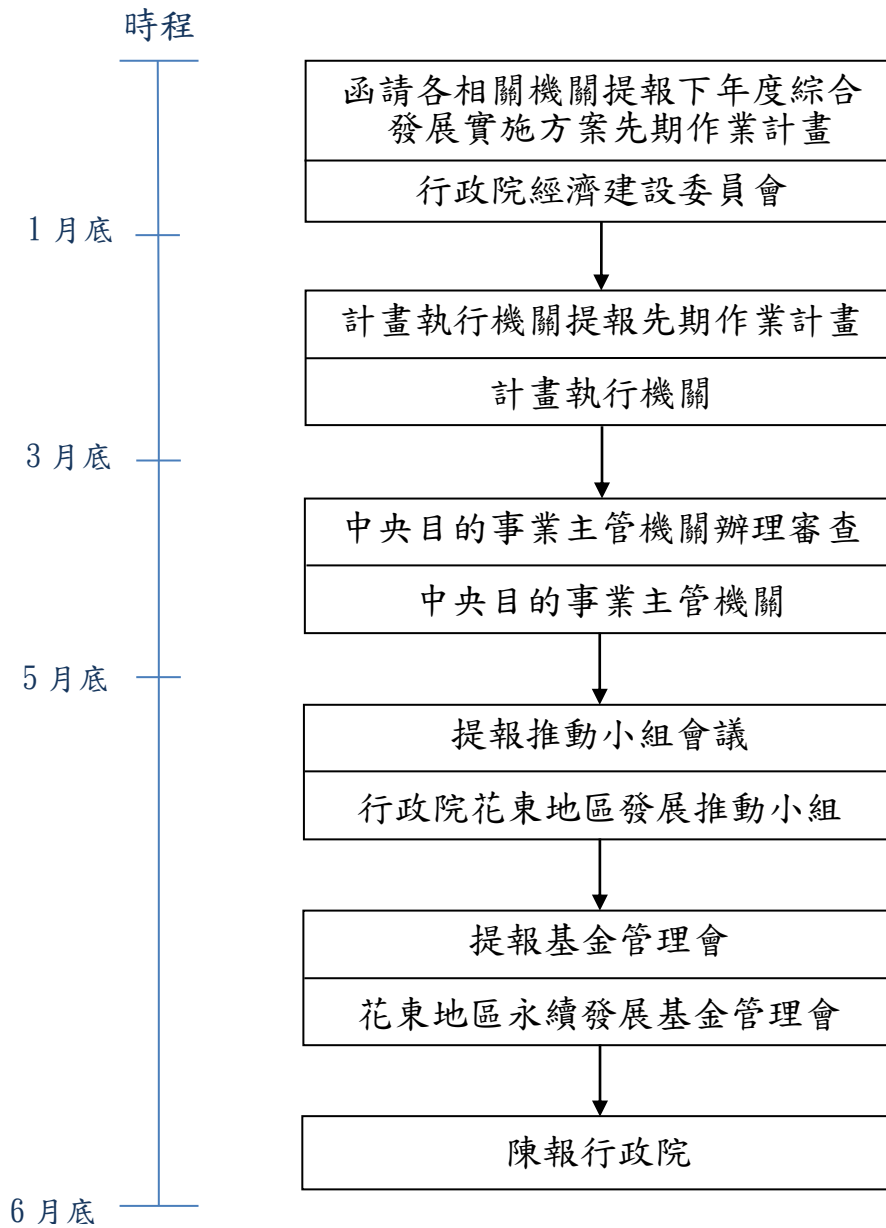 時程
函請各相關機關提報下年度綜合
發展實施方案先期作業計畫
行政院經濟建設委員會
1月底
計畫執行機關提報先期作業計畫
計畫執行機關
3月底
中央目的事業主管機關辦理審查
中央目的事業主管機關
5月底
提報推動小組會議
行政院花東地區發展推動小組
提報基金管理會
花東地區永續發展基金管理會
陳報行政院
6月底